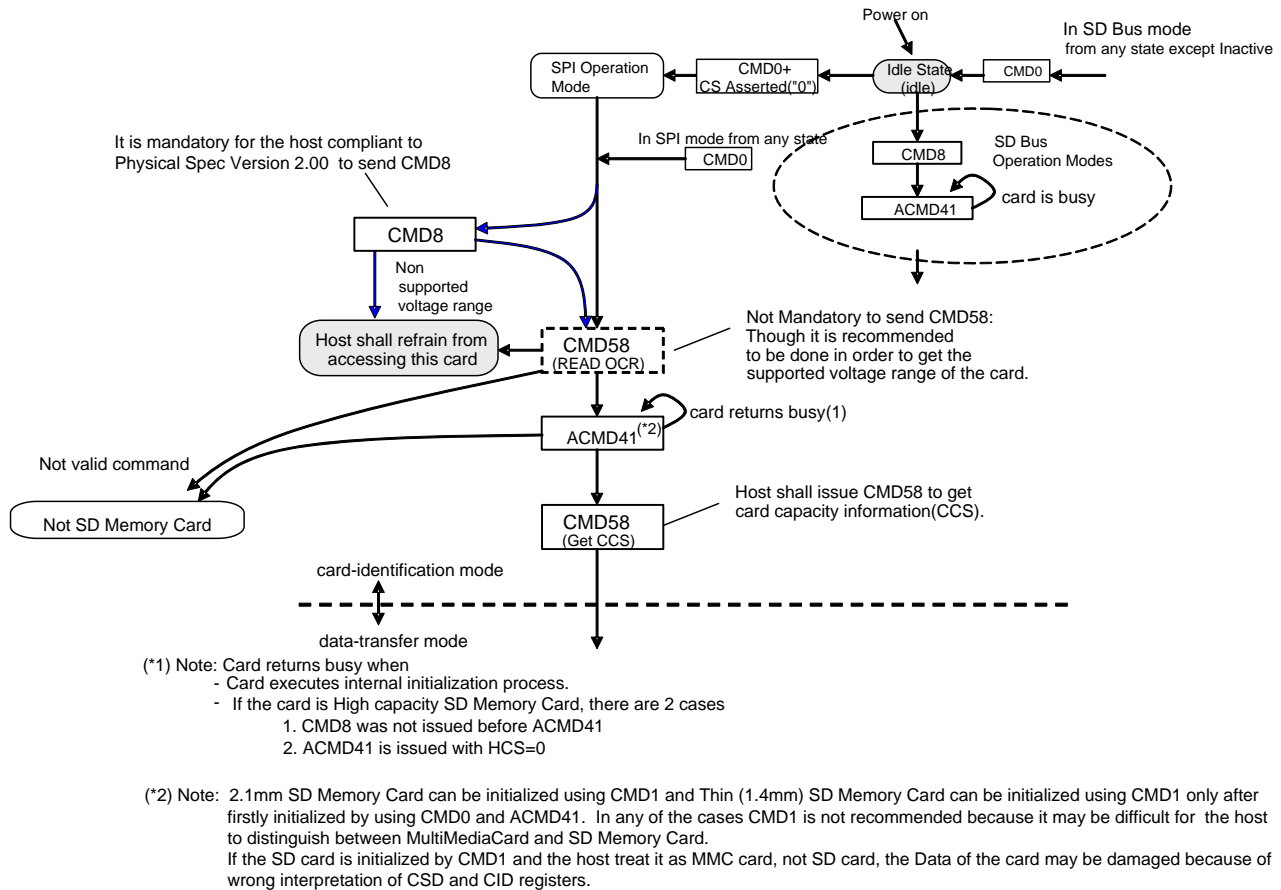 Power on
In SD Bus mode
from any state except Inactive
SPI Operation
Mode
CMD0+
CS Asserted("0")
Idle State
(idle)
CMD0
It is mandatory for the host compliant to
Physical Spec Version 2.00 to send CMD8
In SPI mode from any state
CMD0
CMD8
SD Bus
Operation Modes
ACMD41
card is busy
CMD8
Non
supported
voltage range
Host shall refrain from
accessing this card
CMD58
(READ OCR)
Not Mandatory to send CMD58:
Though it is recommended
to be done in order to get the
supported voltage range of the card.
card returns busy(1)
ACMD41(*2)
Not valid command
Not SD Memory Card
CMD58
(Get CCS)
Host shall issue CMD58 to get
card capacity information(CCS).
card-identification mode
data-transfer mode
(*1) Note: Card returns busy when
- Card executes internal initialization process.
- If the card is High capacity SD Memory Card, there are 2 cases
1. CMD8 was not issued before ACMD41
2. ACMD41 is issued with HCS=0
(*2) Note: 2.1mm SD Memory Card can be initialized using CMD1 and Thin (1.4mm) SD Memory Card can be initialized using CMD1 only after
firstly initialized by using CMD0 and ACMD41. In any of the cases CMD1 is not recommended because it may be difficult for the host
to distinguish between MultiMediaCard and SD Memory Card.
If the SD card is initialized by CMD1 and the host treat it as MMC card, not SD card, the Data of the card may be damaged because of
wrong interpretation of CSD and CID registers.